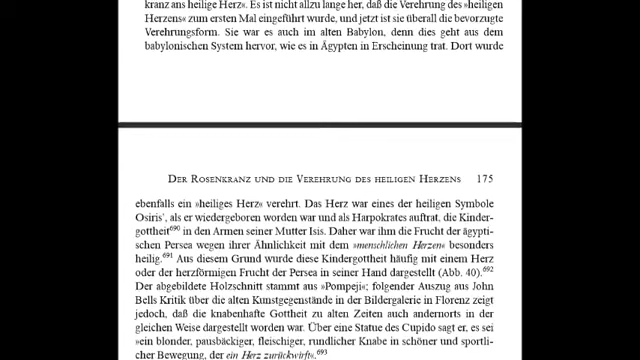 kranz ans heilige Herz«. Es ist nicht allzu lange her, daß die Verehrung des »heiligen
Herzens« zum ersten Mal eingeführt wurde, und jetzt ist sie überall die bevorzugte
Verehrungsform. Sie war es auch im alten Babylon, denn dies geht aus dem
babylonischen System hervor, wie es in Ägypten in Erscheinung trat. Dort wurde
DER ROSENKRANZ UND DIE VEREHRUNG DES HEILIGEN HERZENS 175
ebenfalls ein »heiliges Herz« verehrt. Das Herz war eines der heiligen Symbole
Osiris', als er wiedergeboren worden war und als Harpokrates auftrat, die Kinder-
gottheit690 in den Armen seiner Mutter Isis. Daher war ihm die Frucht der ägypti-
schen Persea wegen ihrer Ähnlichkeit mit dem »menschlichen Herzen« besonders
heilig.691 Aus diesem Grund wurde diese Kindergottheit häufig mit einem Herz
oder der herzförmigen Frucht der Persea in seiner Hand dargestellt (Abb. 40).692
Der abgebildete Holzschnitt stammt aus »Pompeji«; folgender Auszug aus John
Bells Kritik über die alten Kunstgegenstände in der Bildergalerie in Florenz zeigt
jedoch, daß die knabenhafte Gottheit zu alten Zeiten auch andernorts in der
gleichen Weise dargestellt worden war. Über eine Statue des Cupido sagt er, es sei
»ein blonder, pausbäckiger, fleischiger, rundlicher Knabe in schöner und sportli-
cher Bewegung, der ein Herz zurückwirft«.693